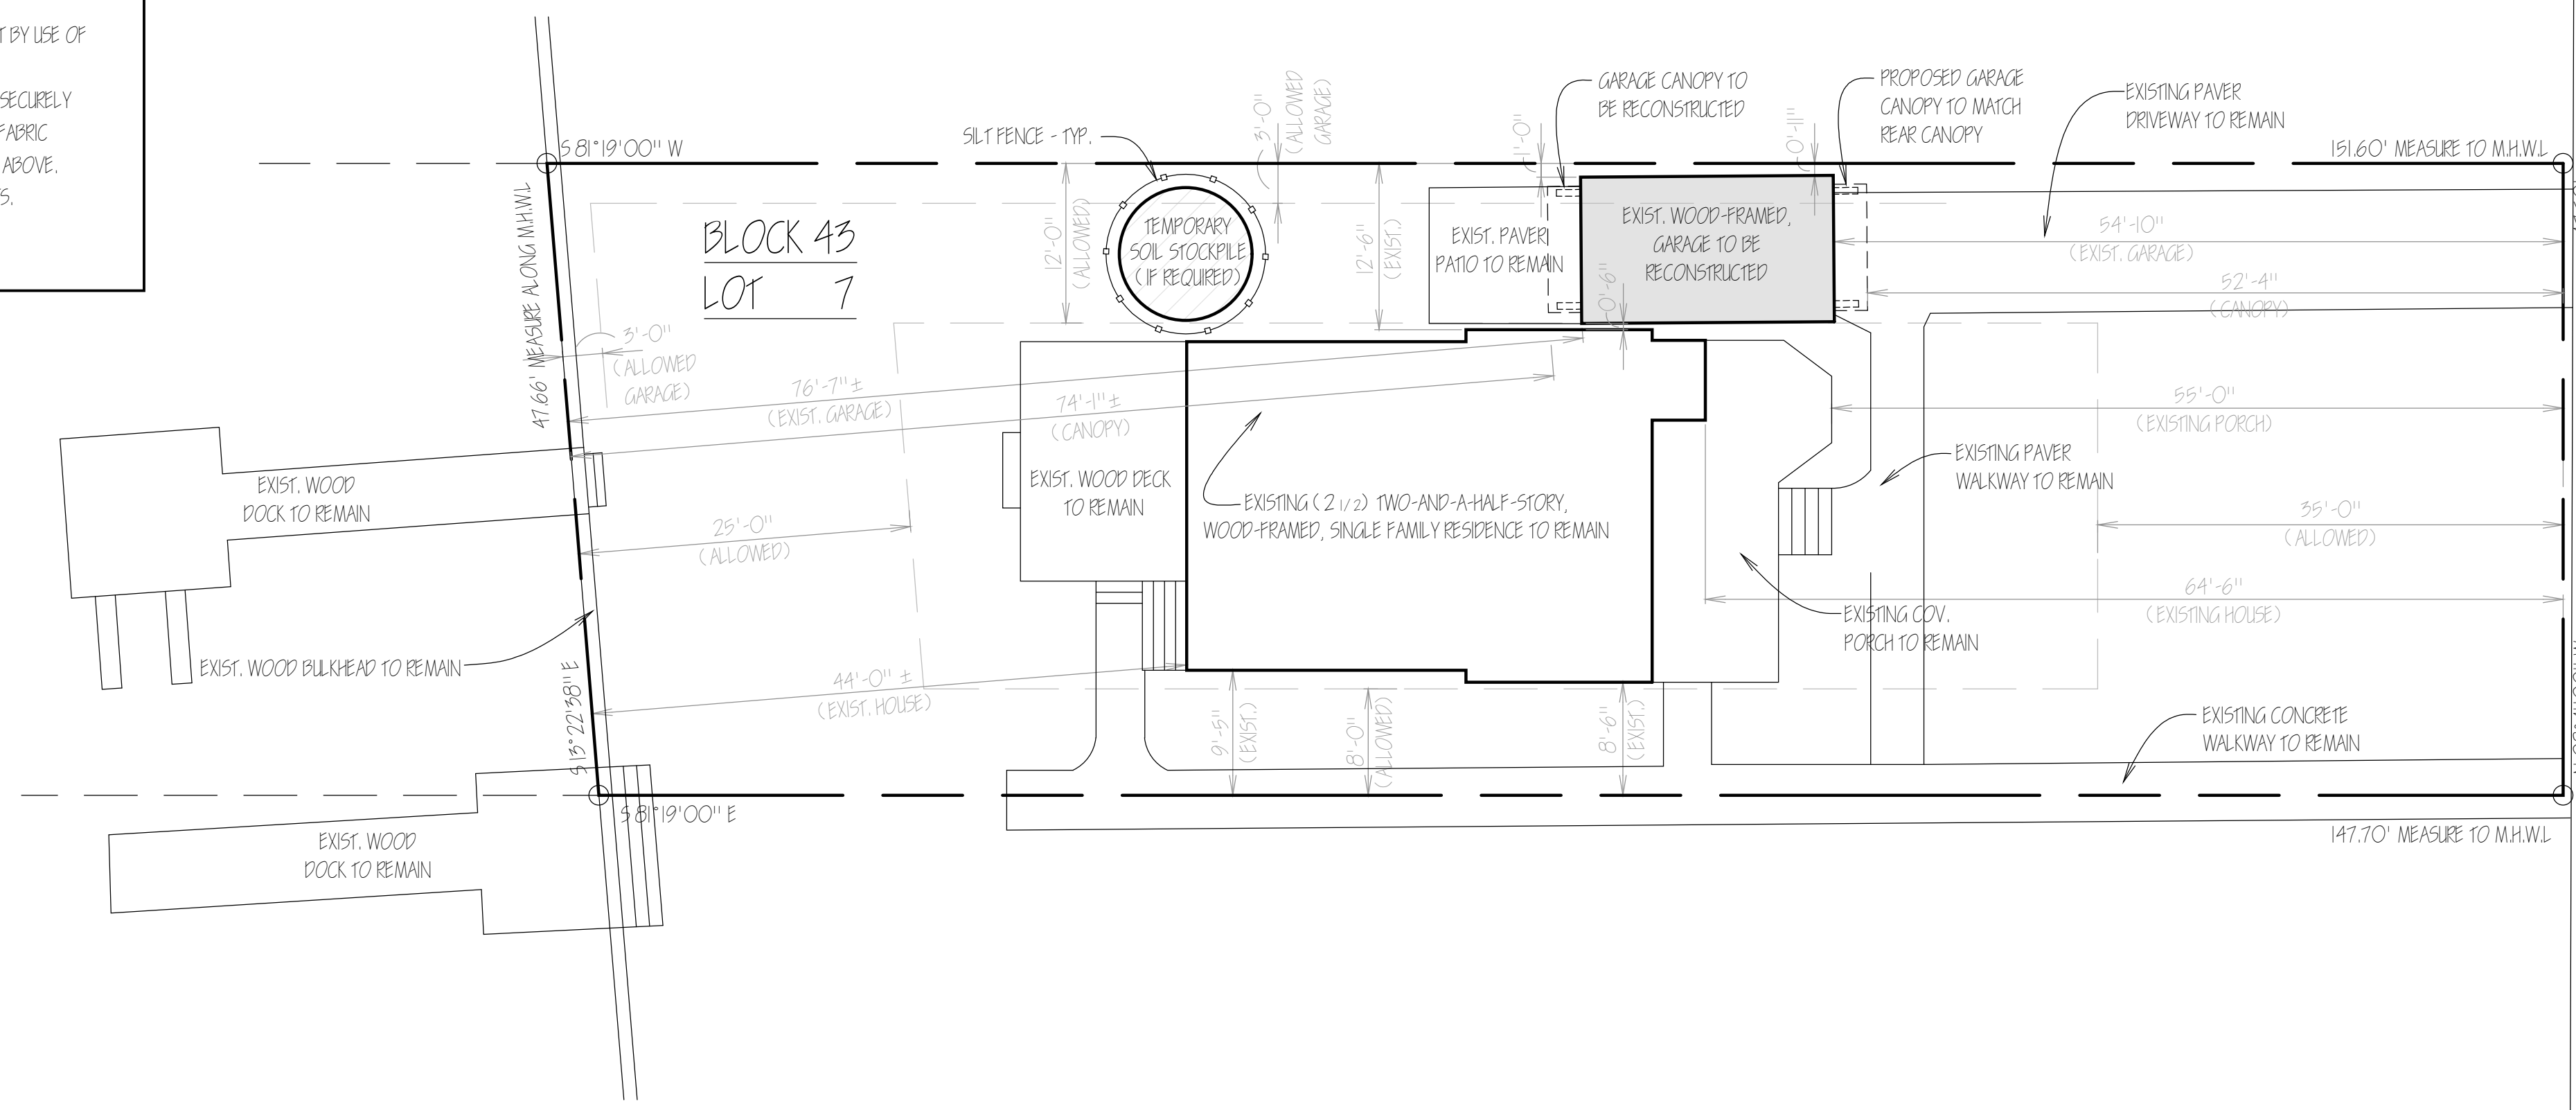 T BY USE OF
SECURELY
FABRIC
ABOVE.
S.
S 81°19'00" W
47.66' MEASURE ALONG M.H.W.L
S 13°22'38" E
S 81°19'00" E
BLOCK 43
LOT 7
3'-0"
(ALLOWED
GARAGE)
SILT FENCE - TYP.
12'-0"
(ALLOWED)
TEMPORARY
SOIL STOCKPILE
(IF REQUIRED)
3'-0"
(ALLOWED
GARAGE)
12'-6"
(EXIST.)
GARAGE CANOPY TO
BE RECONSTRUCTED
1'-0"
EXIST. PAVER
PATIO TO REMAIN
EXIST. WOOD-FRAMED,
GARAGE TO BE
RECONSTRUCTED
0'-6"
0'-11"
PROPOSED GARAGE
CANOPY TO MATCH
REAR CANOPY
EXISTING PAVER
DRIVEWAY TO REMAIN
151.60' MEASURE TO M.H.W.L
54'-10"
(EXIST. GARAGE)
52'-4"
(CANOPY)
76'-7" ±
(EXIST. GARAGE)
74'-1" ±
(CANOPY)
55'-0"
(EXISTING PORCH)
EXIST. WOOD
DOCK TO REMAIN
25'-0"
(ALLOWED)
EXIST. WOOD DECK
TO REMAIN
EXISTING (2 1/2) TWO-AND-A-HALF-STORY,
WOOD-FRAMED, SINGLE FAMILY RESIDENCE TO REMAIN
EXISTING PAVER
WALKWAY TO REMAIN
35'-0"
(ALLOWED)
64'-6"
(EXISTING HOUSE)
EXISTING COV.
PORCH TO REMAIN
EXIST. WOOD BULKHEAD TO REMAIN
44'-0" ±
(EXIST. HOUSE)
9'-5"
(EXIST.)
8'-0"
(ALLOWED)
8'-6"
(EXIST.)
EXISTING CONCRETE
WALKWAY TO REMAIN
EXIST. WOOD
DOCK TO REMAIN
147.70' MEASURE TO M.H.W.L